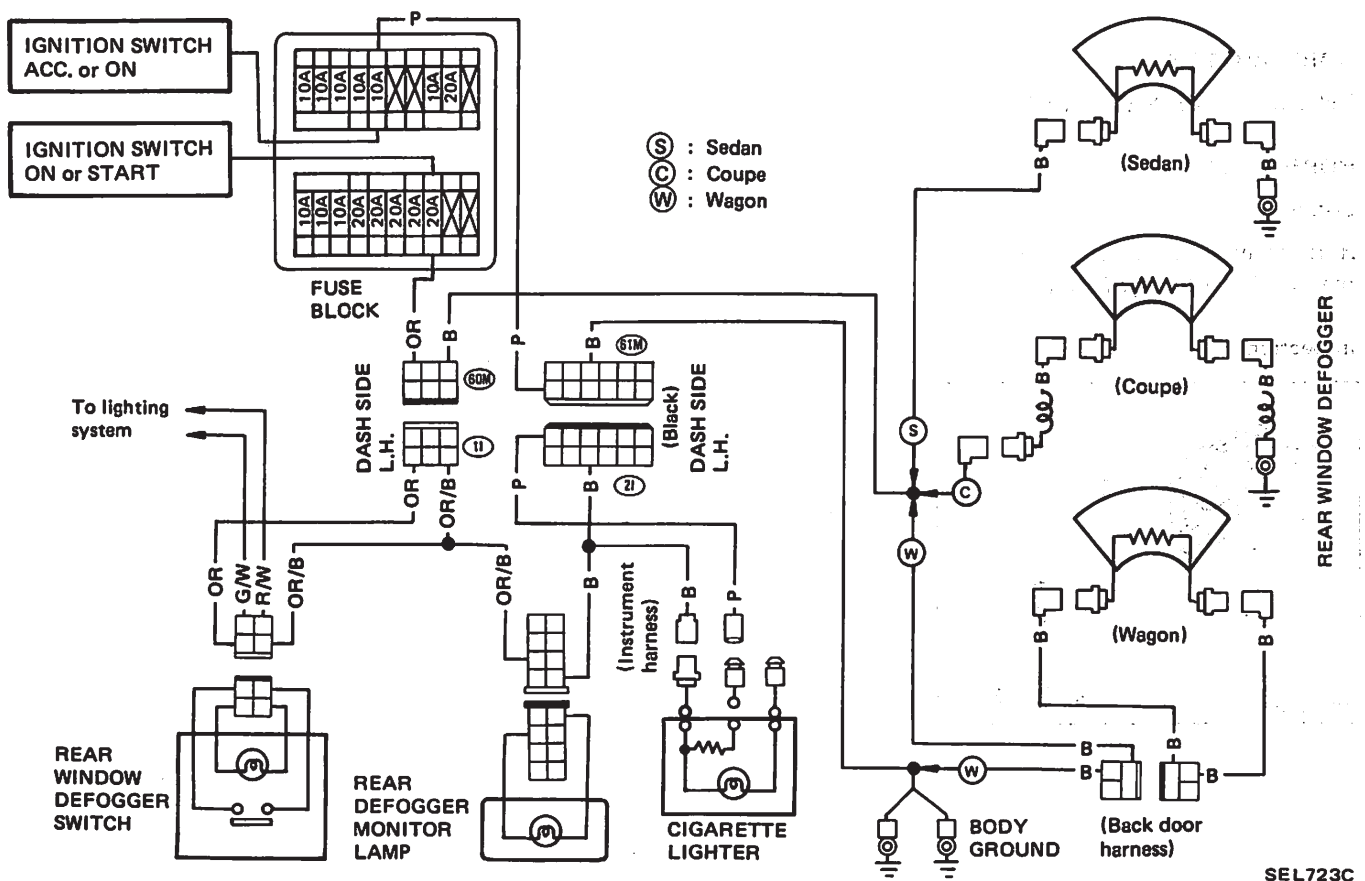 IGNITION SWITCH
ACC. or ON
IGNITION SWITCH
ON or START
P
10A
10A
10A
10A
10A
10A
20A
10A
10A
10A
20A
20A
20A
20A
20A
FUSE
BLOCK
S : Sedan
C : Coupe
W : Wagon
B
B
(Sedan)
B
B
(Coupe)
REAR WINDOW DEFOGGER
OR
B
P
B
60M
61M
DASH SIDE
L.H.
(Black)
DASH SIDE
L.H.
To lighting
system
S
C
W
OR
OR/B
P
B
OR
G/W
R/W
OR/B
OR/B
B
(Instrument
harness)
B
P
(Wagon)
B
B
B
B
B
B
W
REAR
WINDOW
DEFOGGER
SWITCH
REAR
DEFOGGER
MONITOR
LAMP
CIGARETTE
LIGHTER
BODY
GROUND
(Back door
harness)
SEL723C